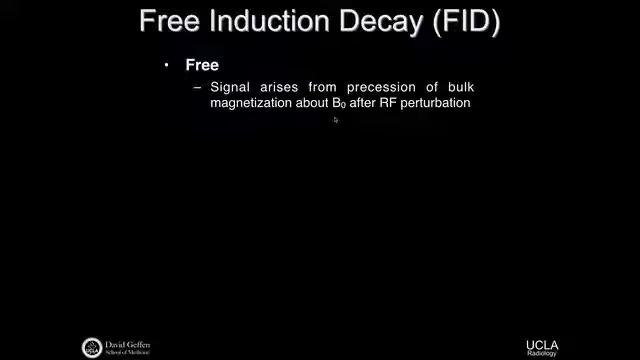 Free Induction Decay (FID)
• Free
– Signal arises from precession of bulk
magnetization about B₀ after RF perturbation
UCLA
David Geffen
School of Medicine
UCLA
Radiology